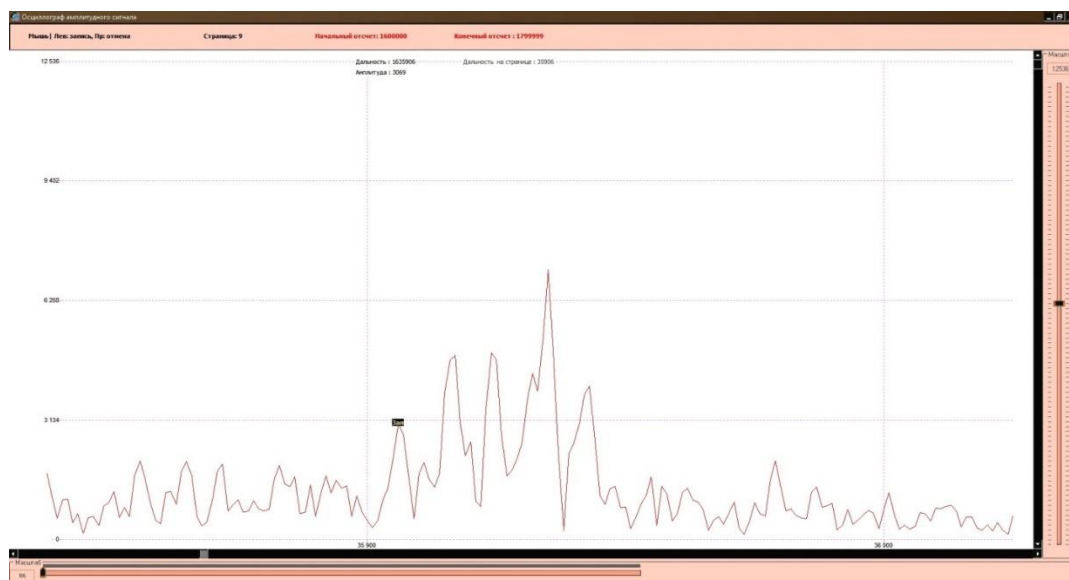 Осциллограф амплитудного сигнала
Мышь| Лев: запись, Пр: отмена Страница: 9 Начальный отсчет: 1600000 Конечный отсчет : 1799999
12 536 Дальность : 1635906 Дальность на странице : 35906
Амплитуда : 3069
Масшт
12536
9 402
6 268
3 134
0
35 900
36 900
Масштаб